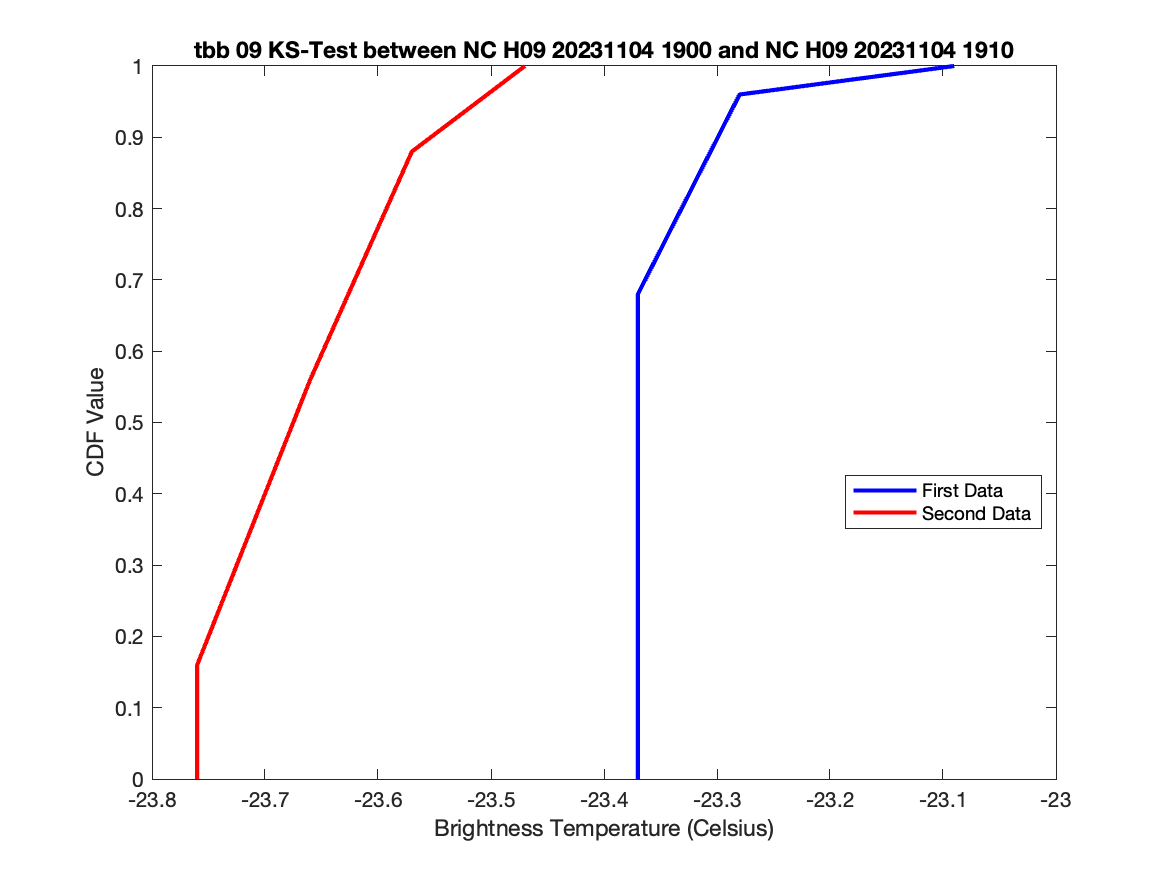 tbb 09 KS-Test between NC H09 20231104 1900 and NC H09 20231104 1910
1
0.9
0.8
0.7
0.6
0.5
0.4
0.3
0.2
0.1
0
CDF Value
First Data
Second Data
-23.8 -23.7 -23.6 -23.5 -23.4 -23.3 -23.2 -23.1 -23
Brightness Temperature (Celsius)